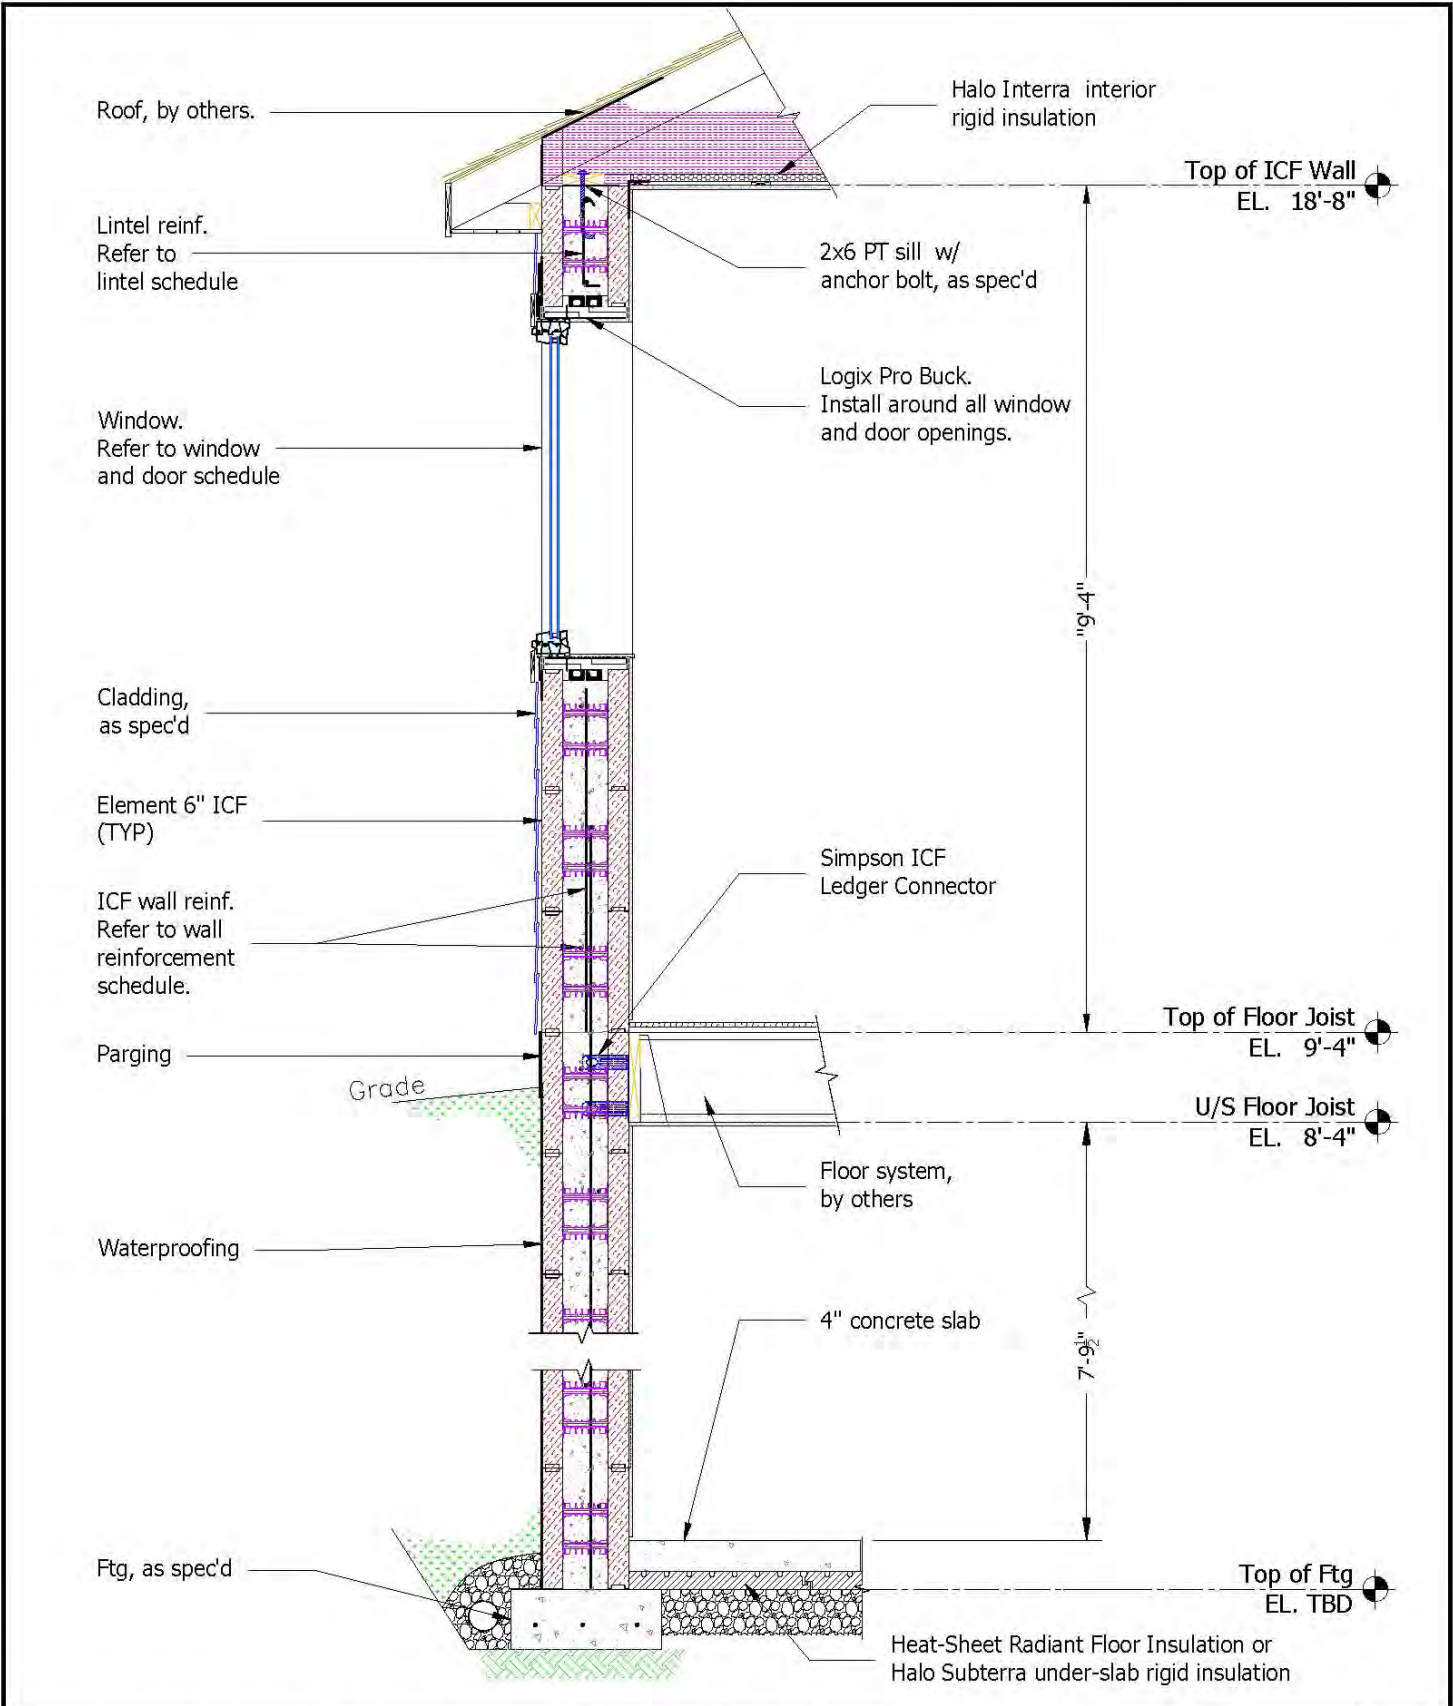 Roof, by others.
Halo Interra interior
rigid insulation
Top of ICF Wall
EL. 18'-8"
Lintel reinf.
Refer to
lintel schedule
2x6 PT sill w/
anchor bolt, as spec'd
Logix Pro Buck.
Install around all window
and door openings.
Window.
Refer to window
and door schedule
"9'-4"
Cladding,
as spec'd
Element 6" ICF
(TYP)
Simpson ICF
Ledger Connector
ICF wall reinf.
Refer to wall
reinforcement
schedule.
Top of Floor Joist
EL. 9'-4"
Parging
Grade
U/S Floor Joist
EL. 8'-4"
Floor system,
by others
Waterproofing
4" concrete slab
7'-9½"
Ftg, as spec'd
Top of Ftg
EL. TBD
Heat-Sheet Radiant Floor Insulation or
Halo Subterra under-slab rigid insulation